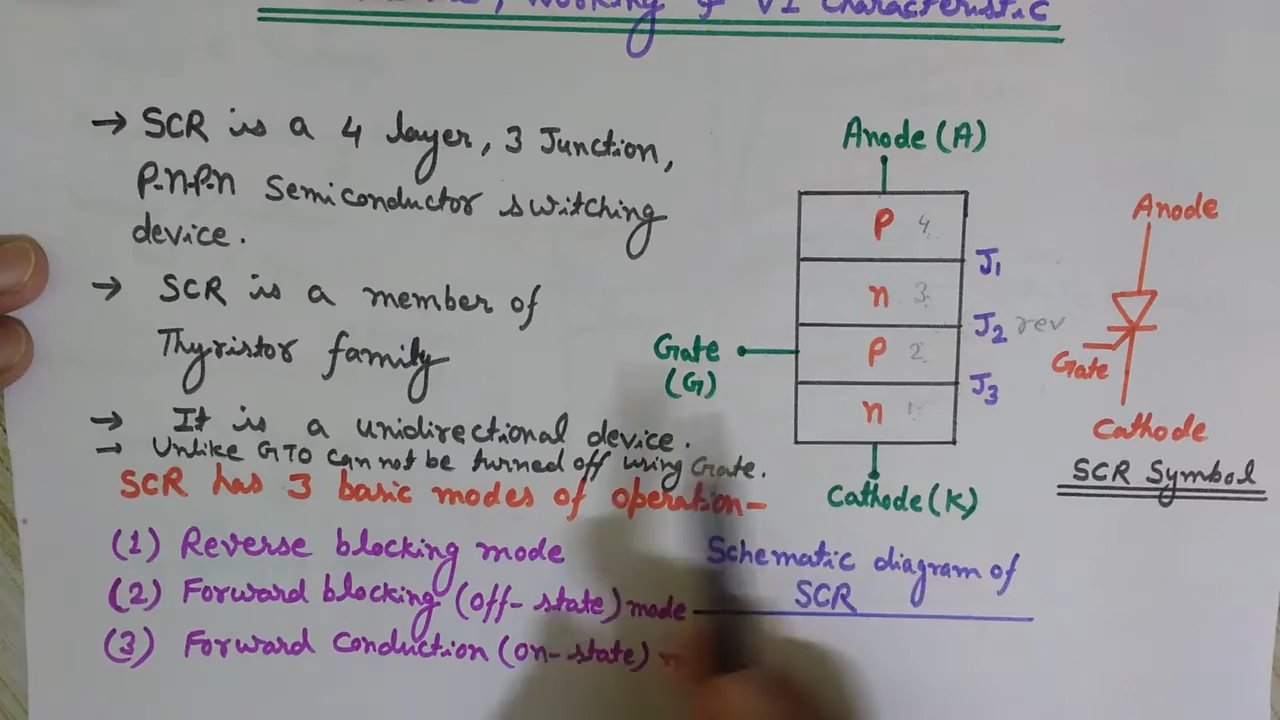 Working & VI Characteristic
→ SCR is a 4 layer, 3 Junction,
P-n-P-n Semiconductor switching
device.
→ SCR is a member of
Thyristor family
→ It is a unidirectional device.
→ Unlike GTO can not be turned off using Gate.
SCR has 3 basic modes of operation-
(1) Reverse blocking mode
(2) Forward blocking (off-state) mode
(3) Forward Conduction (on-state)
Anode (A)
P 4
J1
n 3
J2 rev
Gate
(G)
P 2
J3
n 1
Cathode (K)
Schematic diagram of
SCR
Anode
Gate
Cathode
SCR Symbol